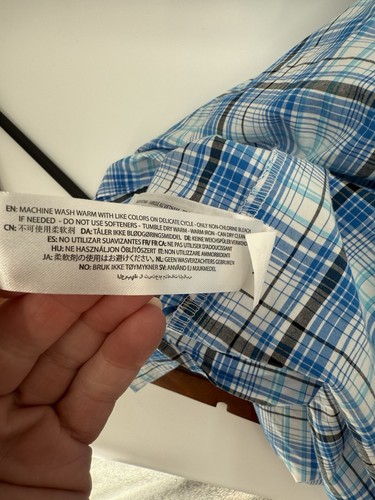 EN: MACHINE WASH WARM WITH LIKE COLORS ON DELICATE CYCLE - ONLY NON-CHLORINE BLEACH
IF NEEDED - DO NOT USE SOFTENERS - TUMBLE DRY WARM - WARM IRON - CAN DRY CLEAN
CN: 不可使用柔软剂 DA: TÅLER IKKE BLØDGØRINGSMIDDEL DE: KEINE WEICHSPÜLER VERWENDEN
ES: NO UTILIZAR SUAVIZANTES FR/FR CA: NE PAS UTILISER D'ADOUCISSANT
HU: NE HASZNÁLJON ÖBLÍTŐSZERT IT: NON UTILIZZARE AMMORBIDENTI
JA: 柔軟剤の使用はお避けください。 NL: GEEN WASVERZACHTERS GEBRUIKEN
NO: BRUK IKKE TØYMYKNER SV: ANVÄND EJ MJUKMEDEL